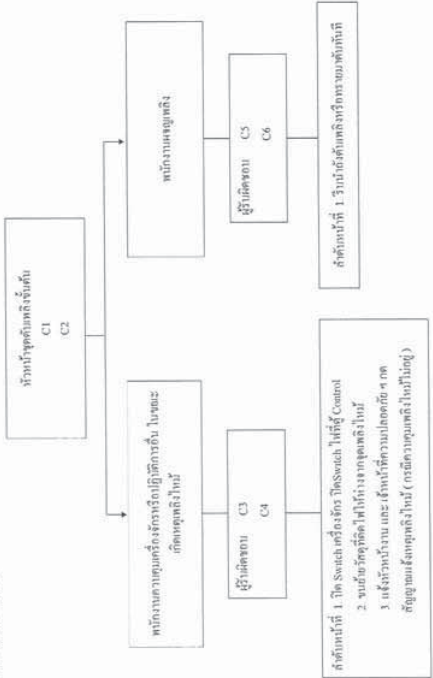 หัวหน้าชุดดับเพลิงขั้นต้น
C1
C2
พนักงานควบคุมเครื่องจักรหรือปฏิบัติการอื่น ในขณะ
เกิดเหตุเพลิงไหม้
ผู้รับผิดชอบ C3
C4
ลำดับหน้าที่ 1. ปิด Switch เครื่องจักร ปิดSwitch ไฟที่ตู้ Control
2. ขนย้ายวัสดุที่ติดไฟให้ห่างจากจุดเพลิงไหม้
3. แจ้งหัวหน้างาน และ เจ้าหน้าที่ความปลอดภัย ฯ กด
สัญญาณแจ้งเหตุเพลิงไหม้ ( กรณีควบคุมเพลิงไหม้ไม่อยู่ )
พนักงานผจญเพลิง
ผู้รับผิดชอบ C5
C6
ลำดับหน้าที่ 1 รีบนำถังดับเพลิงหรือทรายมาดับทันที